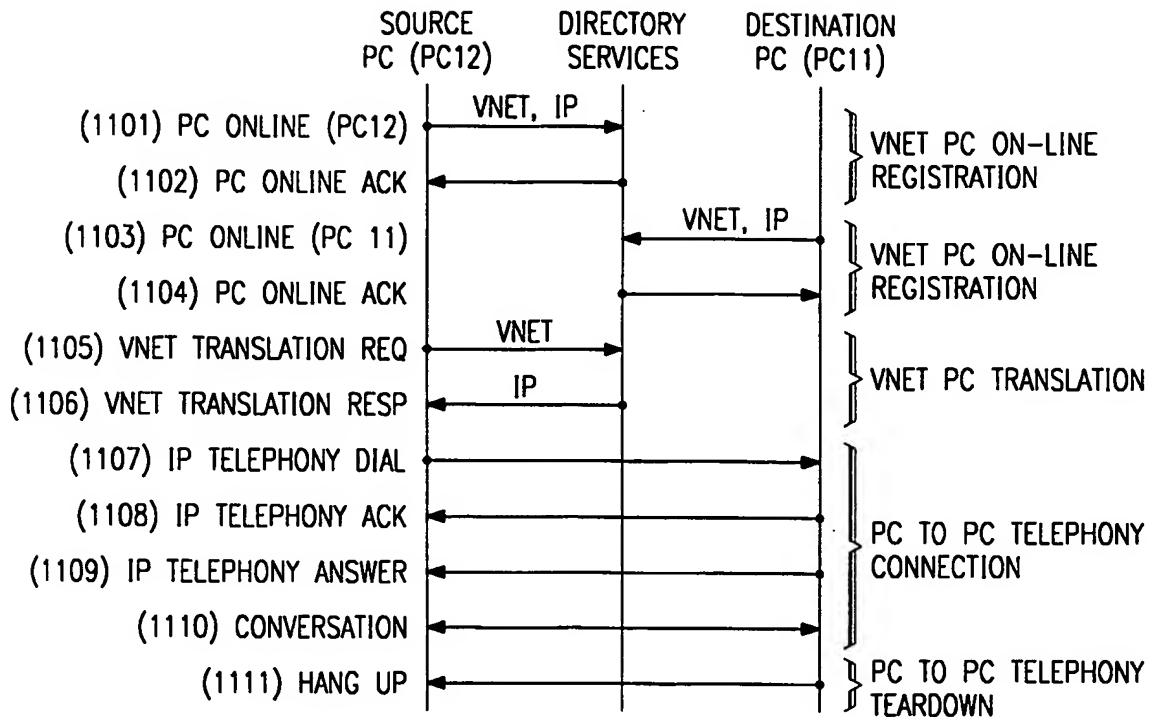 SOURCE
PC (PC12)
DIRECTORY
SERVICES
DESTINATION
PC (PC11)
(1101) PC ONLINE (PC12)
VNET, IP
(1102) PC ONLINE ACK
VNET PC ON-LINE
REGISTRATION
(1103) PC ONLINE (PC 11)
VNET, IP
(1104) PC ONLINE ACK
VNET PC ON-LINE
REGISTRATION
(1105) VNET TRANSLATION REQ
VNET
(1106) VNET TRANSLATION RESP
IP
VNET PC TRANSLATION
(1107) IP TELEPHONY DIAL
(1108) IP TELEPHONY ACK
(1109) IP TELEPHONY ANSWER
(1110) CONVERSATION
PC TO PC TELEPHONY
CONNECTION
(1111) HANG UP
PC TO PC TELEPHONY
TEARDOWN